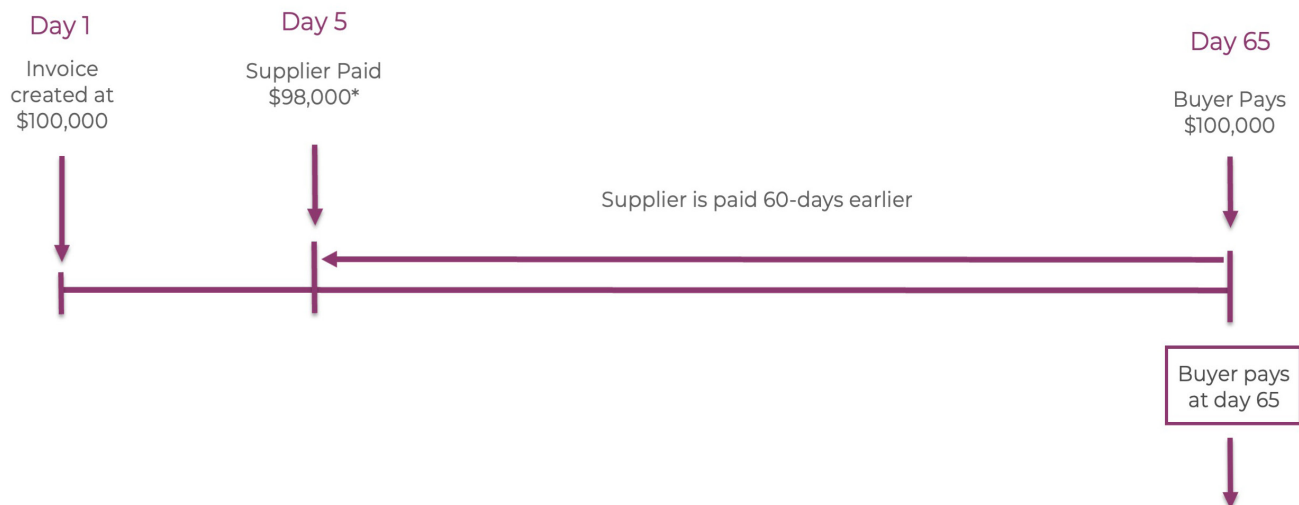 Day 1
Invoice
created at
$100,000
Day 5
Supplier Paid
$98,000*
Day 65
Buyer Pays
$100,000
Supplier is paid 60-days earlier
Buyer pays
at day 65